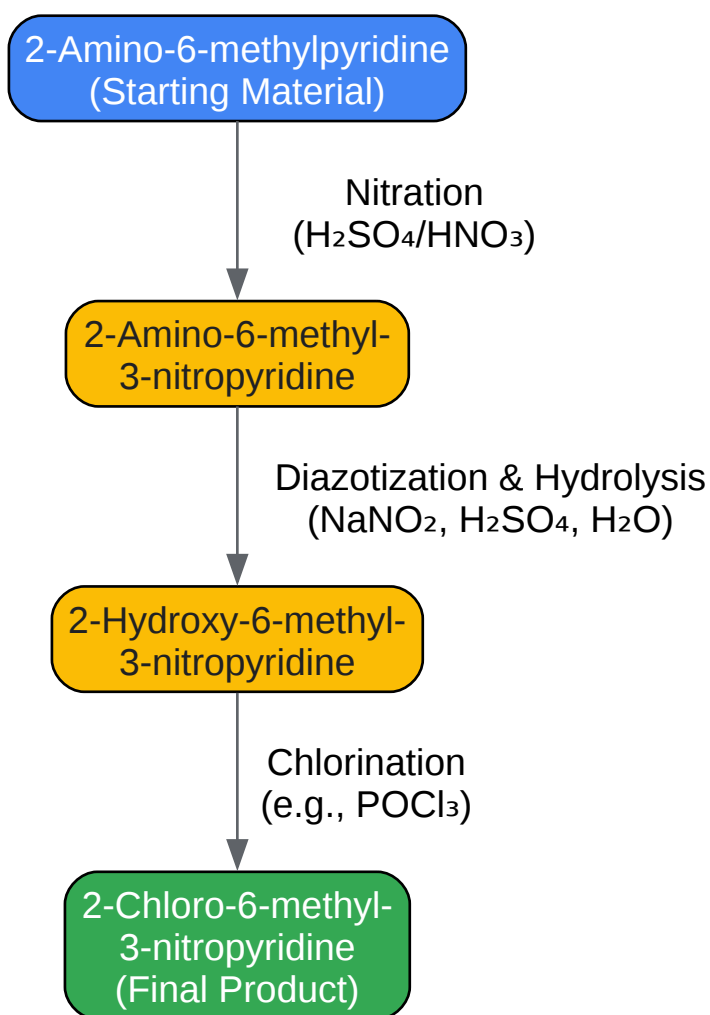 2-Amino-6-methylpyridine
(Starting Material)
Nitration
(H₂SO₄/HNO₃)
2-Amino-6-methyl-
3-nitropyridine
Diazotization & Hydrolysis
(NaNO₂, H₂SO₄, H₂O)
2-Hydroxy-6-methyl-
3-nitropyridine
Chlorination
(e.g., POCl₃)
2-Chloro-6-methyl-
3-nitropyridine
(Final Product)